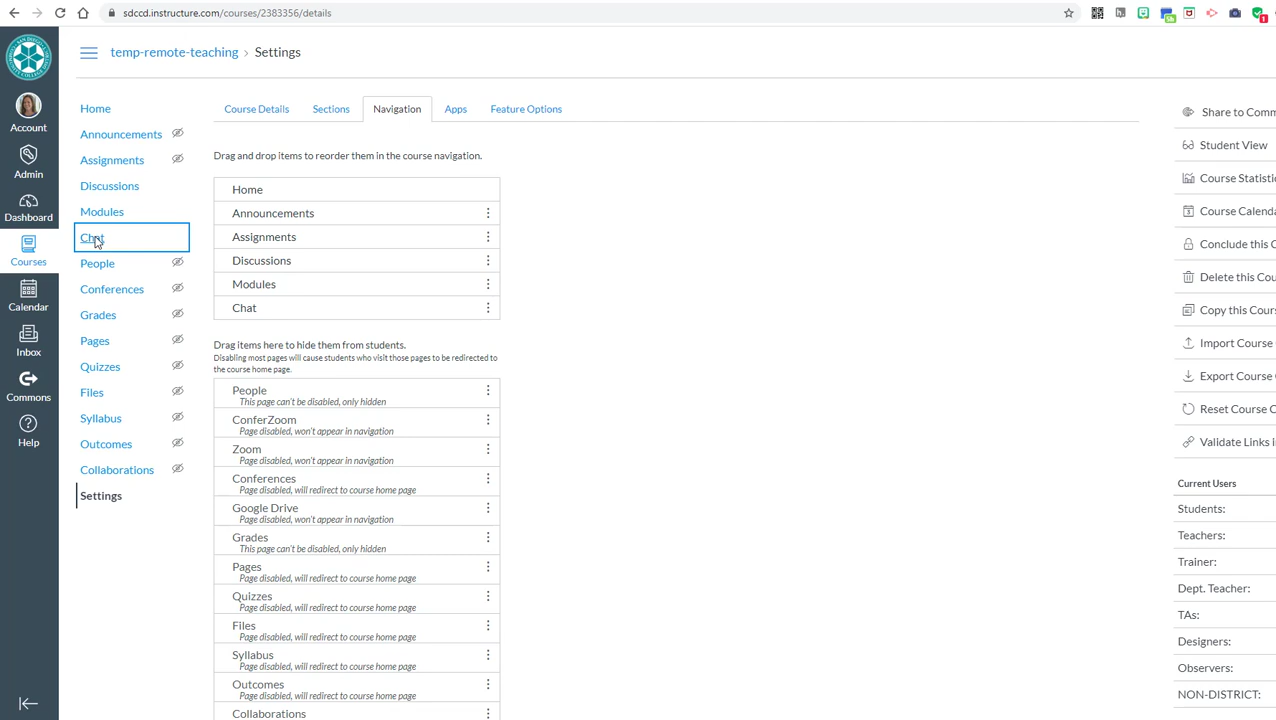 sdccd.instructure.com/courses/2383356/details
5h
1
temp-remote-teaching › Settings
Account
Admin
Dashboard
Courses
Calendar
Inbox
Commons
Help
Home
Announcements
Assignments
Discussions
Modules
Chat
People
Conferences
Grades
Pages
Quizzes
Files
Syllabus
Outcomes
Collaborations
Settings
Course Details Sections Navigation Apps Feature Options
Drag and drop items to reorder them in the course navigation.
Home
Announcements
Assignments
Discussions
Modules
Chat
Drag items here to hide them from students.
Disabling most pages will cause students who visit those pages to be redirected to
the course home page.
People
This page can't be disabled, only hidden
ConferZoom
Page disabled, won't appear in navigation
Zoom
Page disabled, won't appear in navigation
Conferences
Page disabled, will redirect to course home page
Google Drive
Page disabled, won't appear in navigation
Grades
This page can't be disabled, only hidden
Pages
Page disabled, will redirect to course home page
Quizzes
Page disabled, will redirect to course home page
Files
Page disabled, will redirect to course home page
Syllabus
Page disabled, will redirect to course home page
Outcomes
Page disabled, will redirect to course home page
Collaborations
Share to Comm
Student View
Course Statistic
Course Calenda
Conclude this C
Delete this Cou
Copy this Cours
Import Course
Export Course
Reset Course C
Validate Links i
Current Users
Students:
Teachers:
Trainer:
Dept. Teacher:
TAs:
Designers:
Observers:
NON-DISTRICT: